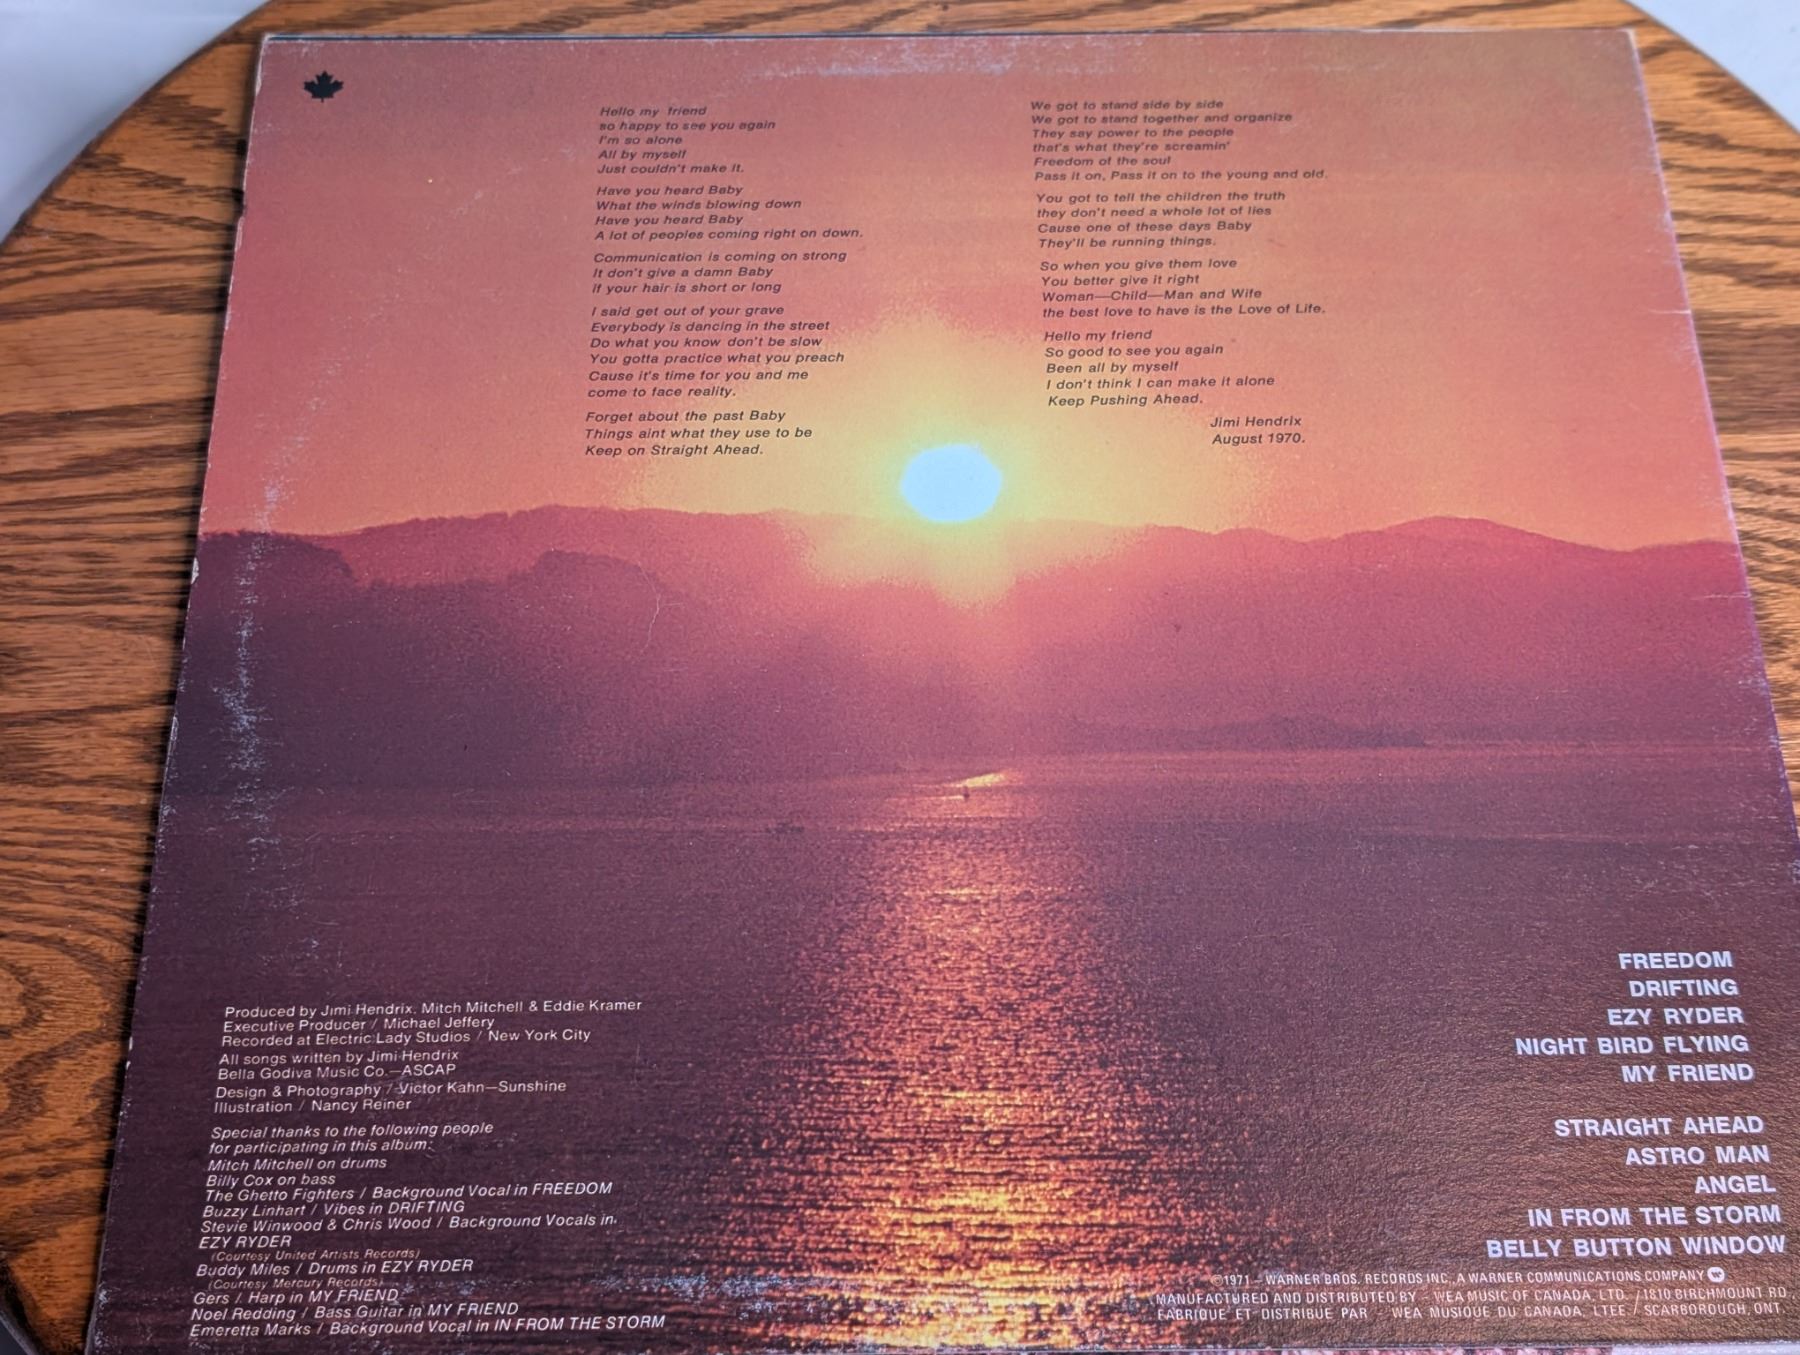 Hello my friend
so happy to see you again
I'm so alone
All by myself
Just couldn't make it.
Have you heard Baby
What the winds blowing down
Have you heard Baby
A lot of peoples coming right on down.
Communication is coming on strong
It don't give a damn Baby
if your hair is short or long
I said get out of your grave
Everybody is dancing in the street
Do what you know don't be slow
You gotta practice what you preach
Cause it's time for you and me
come to face reality.
Forget about the past Baby
Things aint what they use to be
Keep on Straight Ahead.
We got to stand side by side
We got to stand together and organize
They say power to the people
that's what they're screamin'
Freedom of the soul
Pass it on, Pass it on to the young and old.
You got to tell the children the truth
they don't need a whole lot of lies
Cause one of these days Baby
They'll be running things.
So when you give them love
You better give it right
Woman—Child—Man and Wife
the best love to have is the Love of Life.
Hello my friend
So good to see you again
Been all by myself
I don't think I can make it alone
Keep Pushing Ahead.
Jimi Hendrix
August 1970.
Produced by Jimi Hendrix, Mitch Mitchell & Eddie Kramer
Executive Producer / Michael Jeffery
Recorded at Electric Lady Studios / New York City
All songs written by Jimi Hendrix
Bella Godiva Music Co.—ASCAP
Design & Photography / Victor Kahn—Sunshine
Illustration / Nancy Reiner
Special thanks to the following people
for participating in this album:
Mitch Mitchell on drums
Billy Cox on bass
The Ghetto Fighters / Background Vocal in FREEDOM
Buzzy Linhart / Vibes in DRIFTING
Stevie Winwood & Chris Wood / Background Vocals in
EZY RYDER
(Courtesy United Artists Records)
Buddy Miles / Drums in EZY RYDER
(Courtesy Mercury Records)
Gers / Harp in MY FRIEND
Noel Redding / Bass Guitar in MY FRIEND
Emeretta Marks / Background Vocal in IN FROM THE STORM
FREEDOM
DRIFTING
EZY RYDER
NIGHT BIRD FLYING
MY FRIEND
STRAIGHT AHEAD
ASTRO MAN
ANGEL
IN FROM THE STORM
BELLY BUTTON WINDOW
©1971 – WARNER BROS. RECORDS INC., A WARNER COMMUNICATIONS COMPANY
MANUFACTURED AND DISTRIBUTED BY – WEA MUSIC OF CANADA, LTD. / 1810 BIRCHMOUNT RD.,
FABRIQUE ET DISTRIBUE PAR – WEA MUSIQUE DU CANADA, LTEE / SCARBOROUGH, ONT.